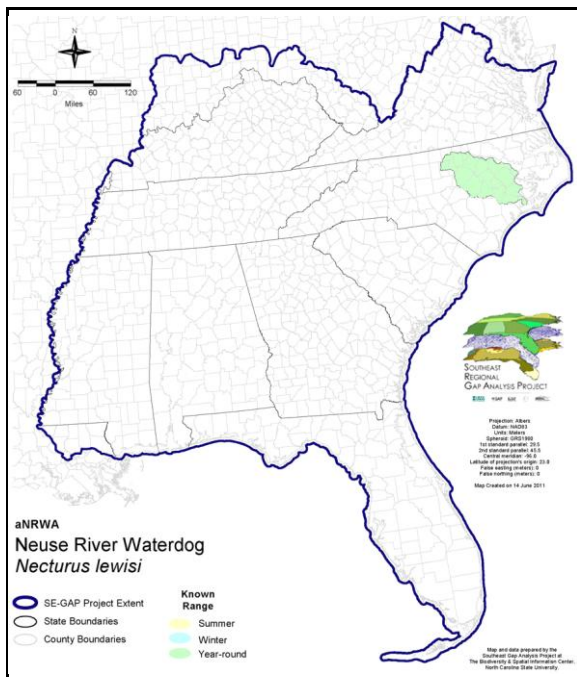 60 0 60 120
Miles
SOUTHEAST
REGIONAL
GAP ANALYSIS PROJECT
Projection: Albers
Datum: NAD83
Units: Meters
Spheroid: GRS1980
1st standard parallel: 29.5
2nd standard parallel: 45.5
Central meridian: -96.0
Latitude of projection's origin: 23.0
False easting (meters): 0
False northing (meters): 0
Map Created on 14 June 2011
aNRWA
Neuse River Waterdog
Necturus lewisi
SE-GAP Project Extent
State Boundaries
County Boundaries
Known
Range
Summer
Winter
Year-round
Map and data prepared by the
Southeast Gap Analysis Project at
The Biodiversity & Spatial Information Center,
North Carolina State University.